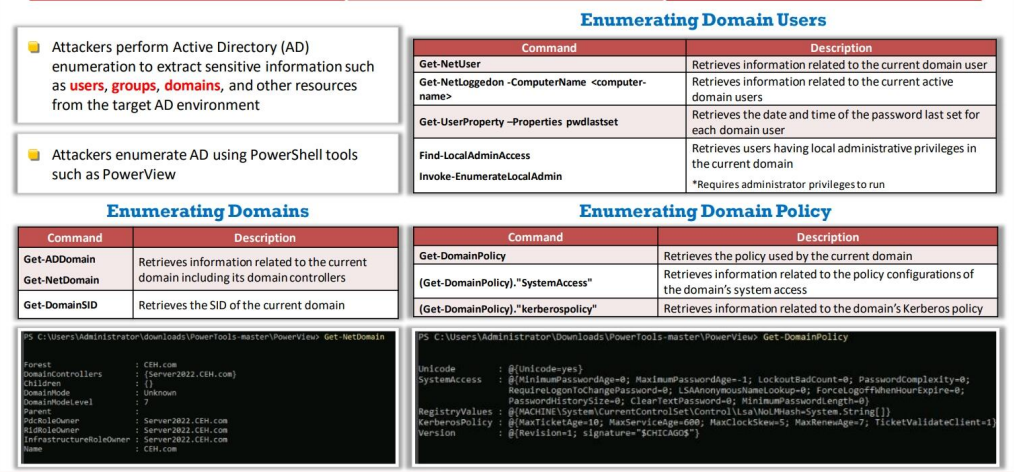 Attackers perform Active Directory (AD)
enumeration to extract sensitive information such
as users, groups, domains, and other resources
from the target AD environment
Attackers enumerate AD using PowerShell tools
such as PowerView
Enumerating Domain Users
Command Description
Get-NetUser Retrieves information related to the current domain user
Get-NetLoggedon -ComputerName <computer-
name>
Retrieves information related to the current active
domain users
Get-UserProperty –Properties pwdlastset
Retrieves the date and time of the password last set for
each domain user
Find-LocalAdminAccess
Invoke-EnumerateLocalAdmin
Retrieves users having local administrative privileges in
the current domain
*Requires administrator privileges to run
Enumerating Domains
Command Description
Get-ADDomain
Get-NetDomain
Retrieves information related to the current
domain including its domain controllers
Get-DomainSID Retrieves the SID of the current domain
Enumerating Domain Policy
Command Description
Get-DomainPolicy Retrieves the policy used by the current domain
(Get-DomainPolicy)."SystemAccess"
Retrieves information related to the policy configurations of
the domain's system access
(Get-DomainPolicy)."kerberospolicy" Retrieves information related to the domain's Kerberos policy
PS C:\Users\Administrator\downloads\PowerTools-master\PowerView> Get-NetDomain
Forest : CEH.com
DomainControllers : {Server2022.CEH.com}
Children : {}
DomainMode : Unknown
DomainModeLevel : 7
Parent :
PdcRoleOwner : Server2022.CEH.com
RidRoleOwner : Server2022.CEH.com
InfrastructureRoleOwner : Server2022.CEH.com
Name : CEH.com
PS C:\Users\Administrator\Downloads\PowerTools-master\PowerView> Get-DomainPolicy
Unicode : @{Unicode=yes}
SystemAccess : @{MinimumPasswordAge=0; MaximumPasswordAge=-1; LockoutBadCount=0; PasswordComplexity=0;
RequireLogonToChangePassword=0; LSAAnonymousNameLookup=0; ForceLogoffWhenHourExpire=0;
PasswordHistorySize=0; ClearTextPassword=0; MinimumPasswordLength=0}
RegistryValues : @{MACHINE\System\CurrentControlSet\Control\Lsa\NoLMHash=System.String[]}
KerberosPolicy : @{MaxTicketAge=10; MaxServiceAge=600; MaxClockSkew=5; MaxRenewAge=7; TicketValidateClient=1}
Version : @{Revision=1; signature="$CHICAGO$"}